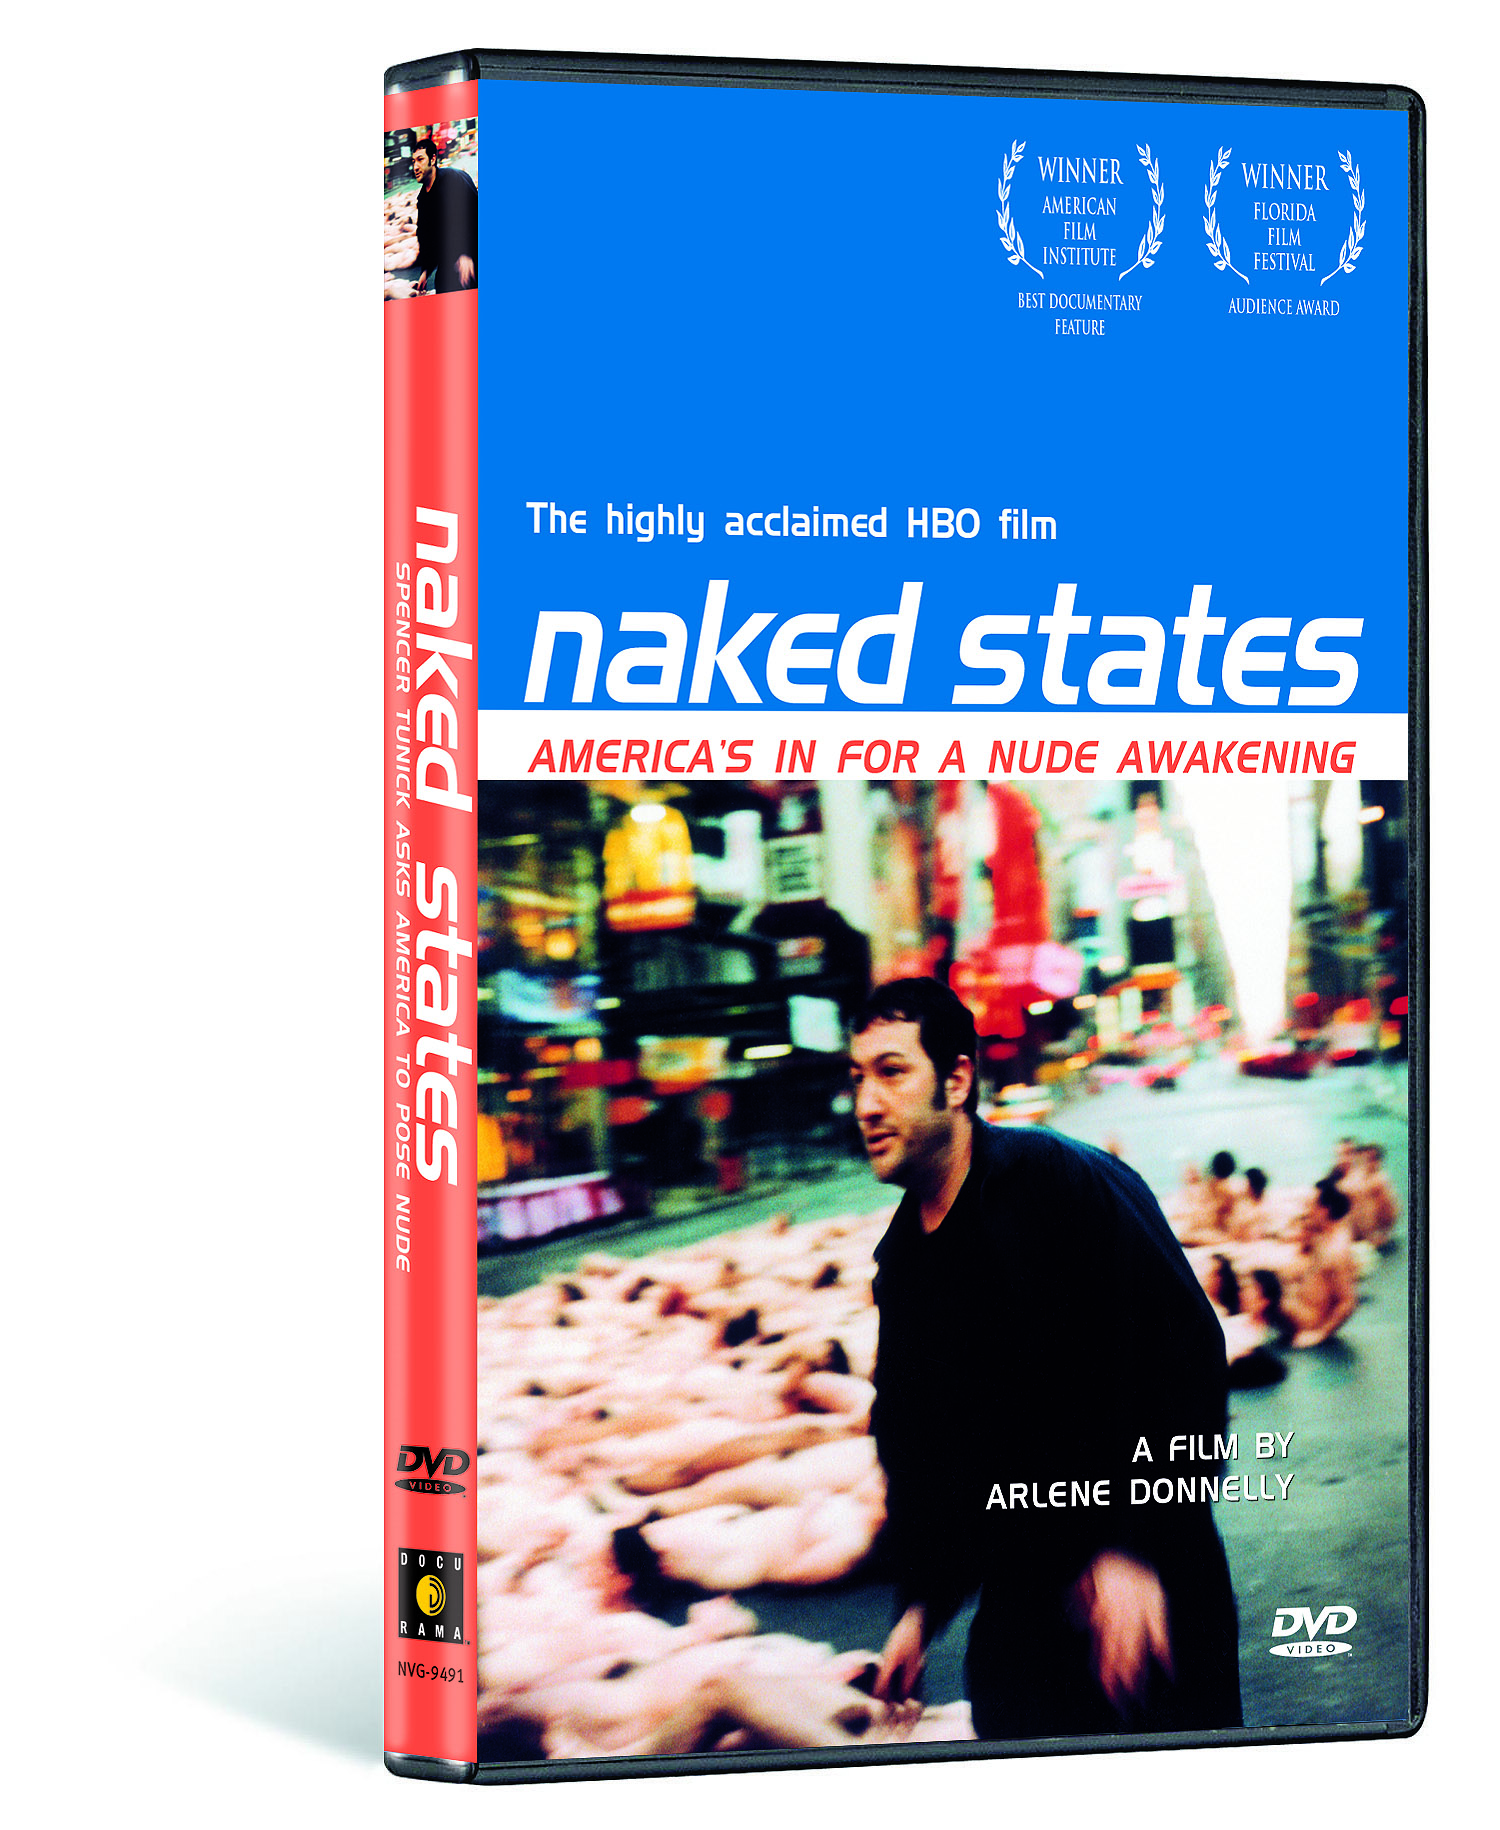 WINNER
AMERICAN
FILM
INSTITUTE
BEST DOCUMENTARY
FEATURE
WINNER
FLORIDA
FILM
FESTIVAL
AUDIENCE AWARD
The highly acclaimed HBO film
naked states
AMERICA'S IN FOR A NUDE AWAKENING
A FILM BY
ARLENE DONNELLY
DVD
VIDEO
naked states
SPENCER TUNICK ASKS AMERICA TO POSE NUDE
DVD
VIDEO
DOCU
RAMA
NVG-9491